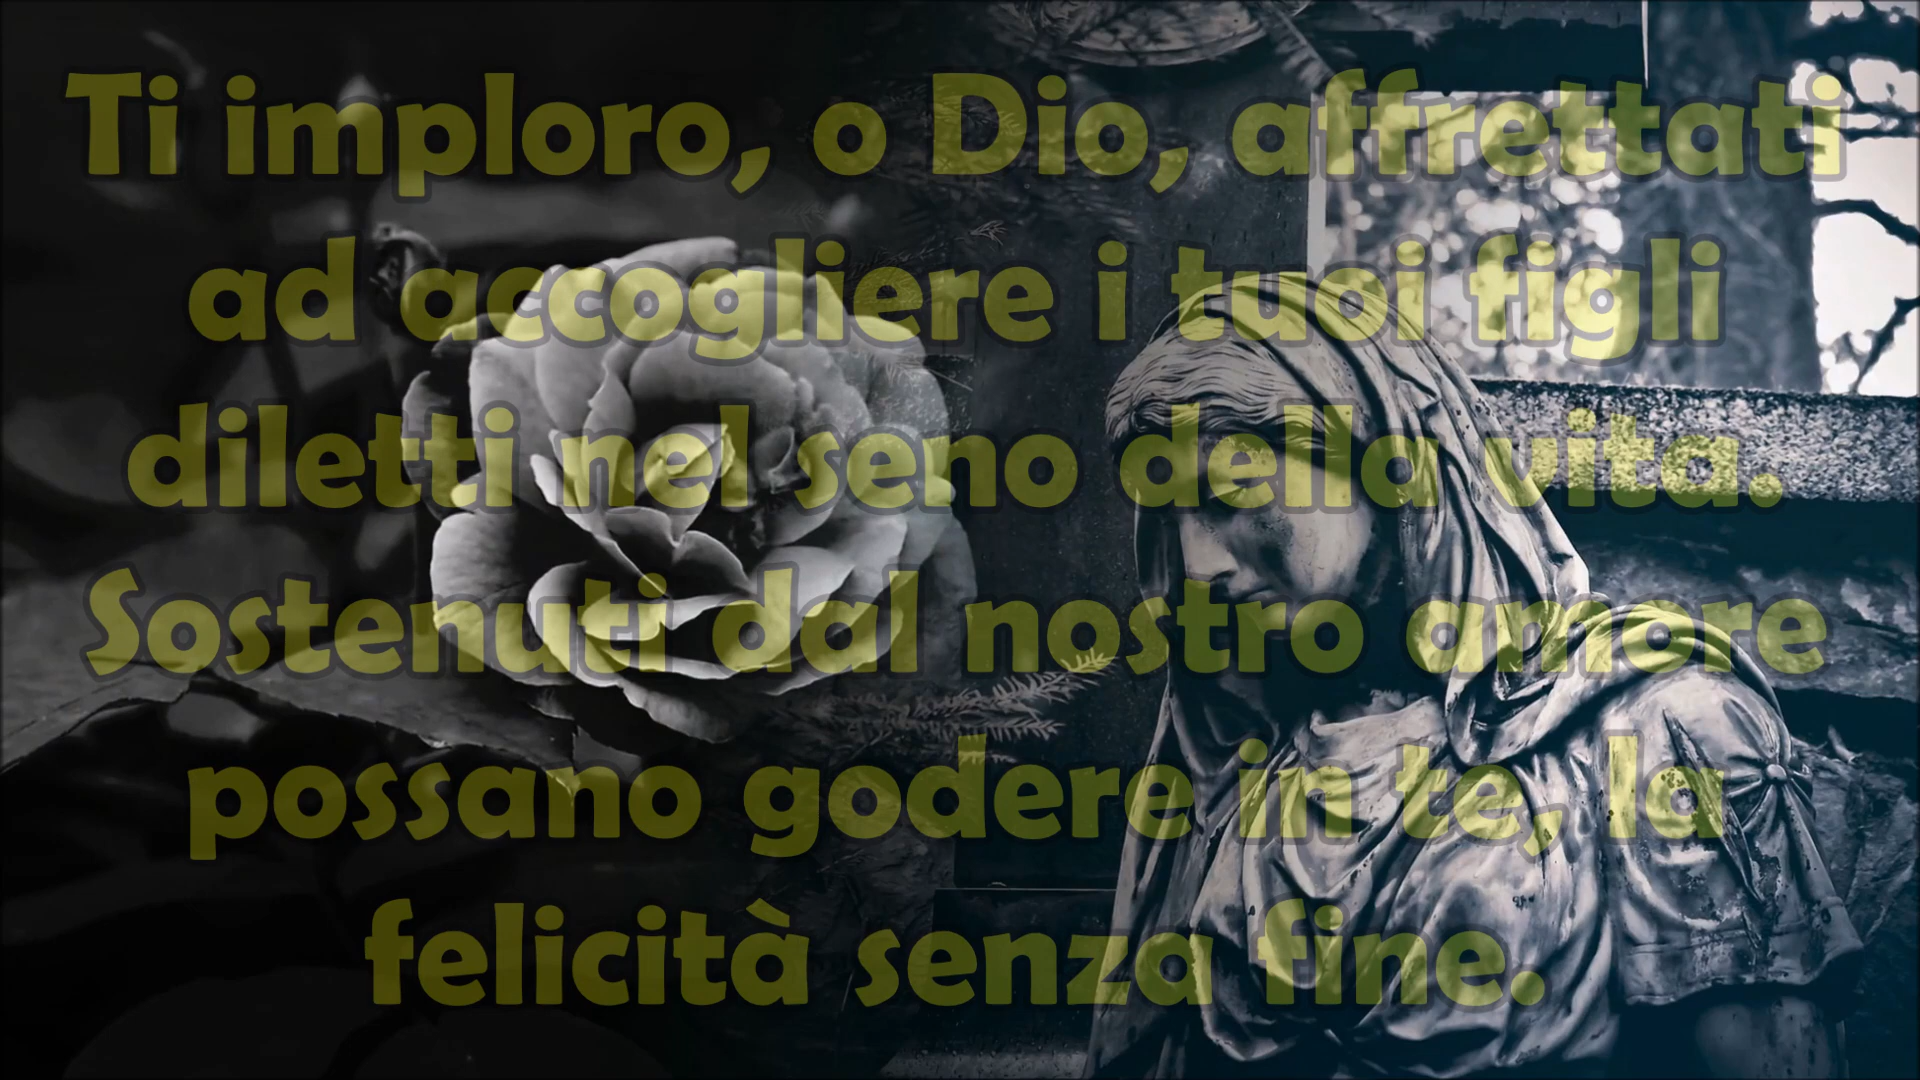 Ti imploro, o Dio, affrettati
ad accogliere i tuoi figli
diletti nel seno della vita.
Sostenuti dal nostro amore
possano godere in te, la
felicità senza fine.